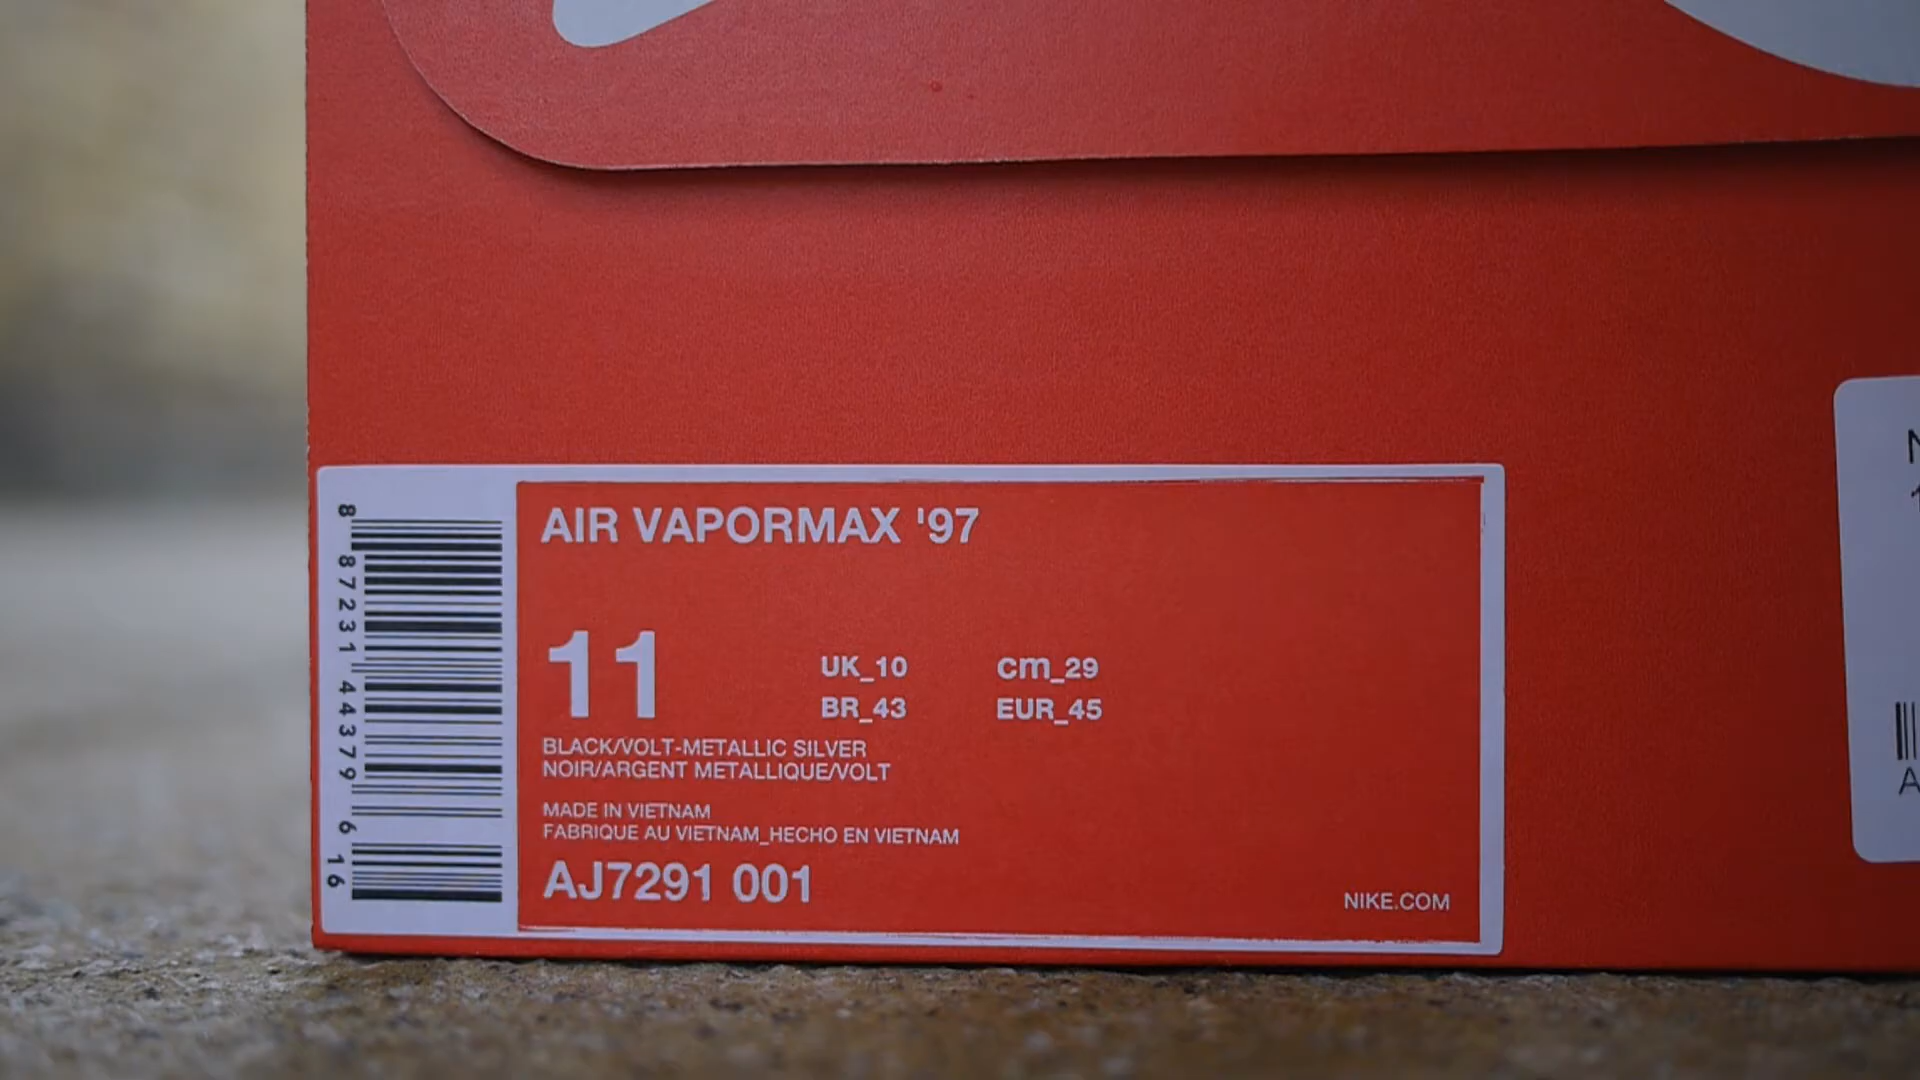 AIR VAPORMAX '97
11
UK_10 cm_29
BR_43 EUR_45
BLACK/VOLT-METALLIC SILVER
NOIR/ARGENT METALLIQUE/VOLT
MADE IN VIETNAM
FABRIQUE AU VIETNAM_HECHO EN VIETNAM
AJ7291 001
NIKE.COM
8 87231 44379 6 16